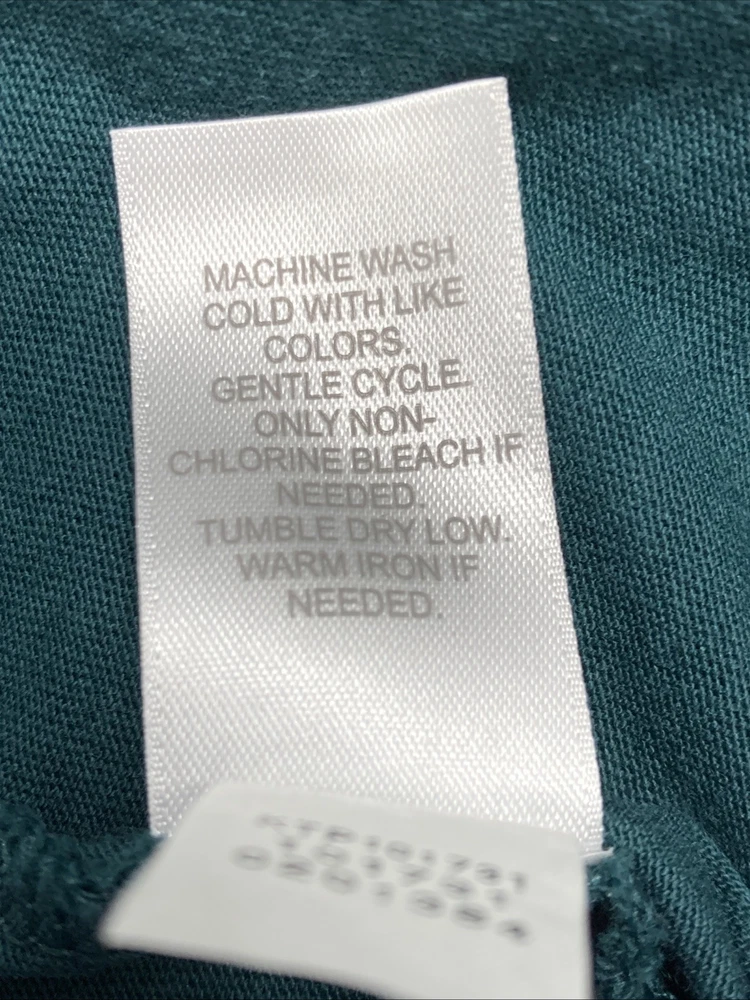 MACHINE WASH
COLD WITH LIKE
COLORS.
GENTLE CYCLE.
ONLY NON-
CHLORINE BLEACH IF
NEEDED.
TUMBLE DRY LOW.
WARM IRON IF
NEEDED.